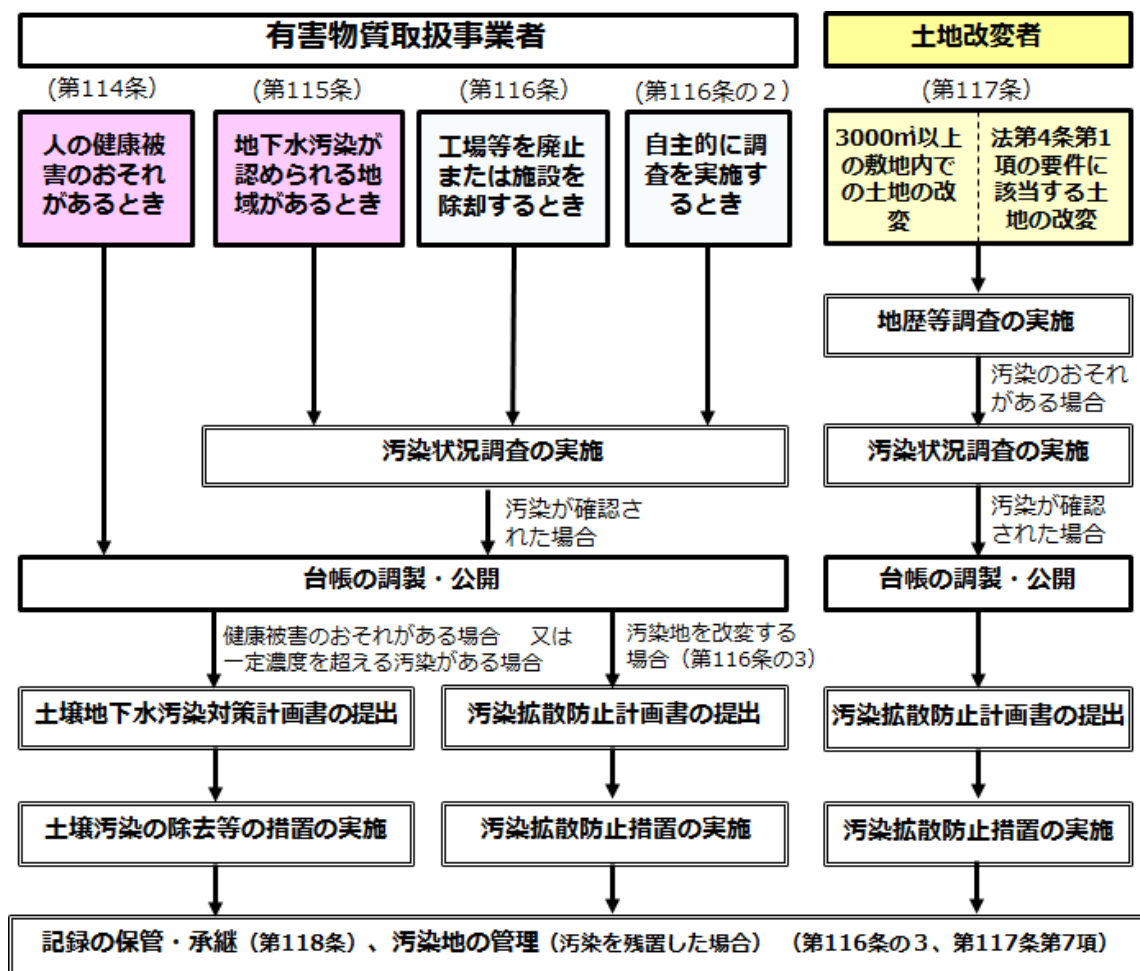 有害物質取扱事業者
土地改変者
(第114条)
(第115条)
(第116条)
(第116条の２)
(第117条)
人の健康被
害のおそれ
があるとき
地下水汚染が
認められる地
域があるとき
工場等を廃止
または施設を
除却するとき
自主的に調
査を実施す
るとき
3000㎡以上
の敷地内で
の土地の改
変
法第4条第1
項の要件に
該当する土
地の改変
地歴等調査の実施
汚染のおそれ
がある場合
汚染状況調査の実施
汚染状況調査の実施
汚染が確認さ
れた場合
汚染が確認
された場合
台帳の調製・公開
台帳の調製・公開
健康被害のおそれがある場合　又は
一定濃度を超える汚染がある場合
汚染地を改変する
場合（第116条の3）
土壌地下水汚染対策計画書の提出
汚染拡散防止計画書の提出
汚染拡散防止計画書の提出
土壌汚染の除去等の措置の実施
汚染拡散防止措置の実施
汚染拡散防止措置の実施
記録の保管・承継（第118条）、汚染地の管理（汚染を残置した場合）　（第116条の３、第117条第7項）